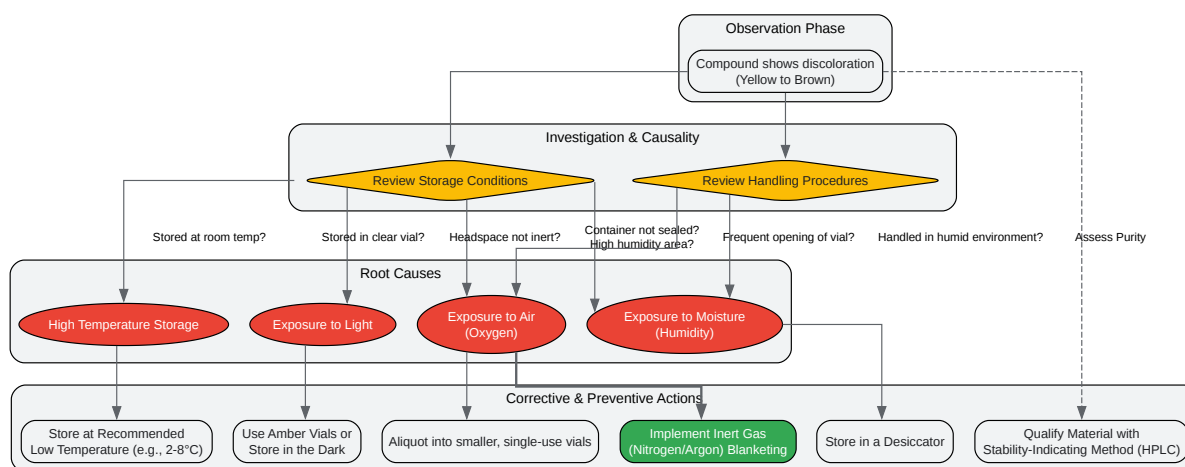 Observation Phase
Compound shows discoloration
(Yellow to Brown)
Investigation & Causality
Review Storage Conditions
Review Handling Procedures
Stored at room temp?
Stored in clear vial?
Headspace not inert?
Container not sealed?
High humidity area?
Frequent opening of vial?
Handled in humid environment?
Assess Purity
Root Causes
High Temperature Storage
Exposure to Light
Exposure to Air
(Oxygen)
Exposure to Moisture
(Humidity)
Corrective & Preventive Actions
Store at Recommended
Low Temperature (e.g., 2-8°C)
Use Amber Vials or
Store in the Dark
Aliquot into smaller, single-use vials
Implement Inert Gas
(Nitrogen/Argon) Blanketing
Store in a Desiccator
Qualify Material with
Stability-Indicating Method (HPLC)